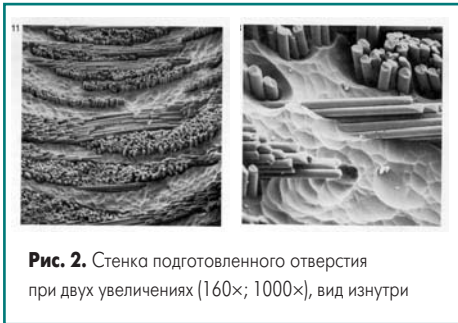 11
Рис. 2. Стенка подготовленного отверстия
при двух увеличениях (160×; 1000×), вид изнутри